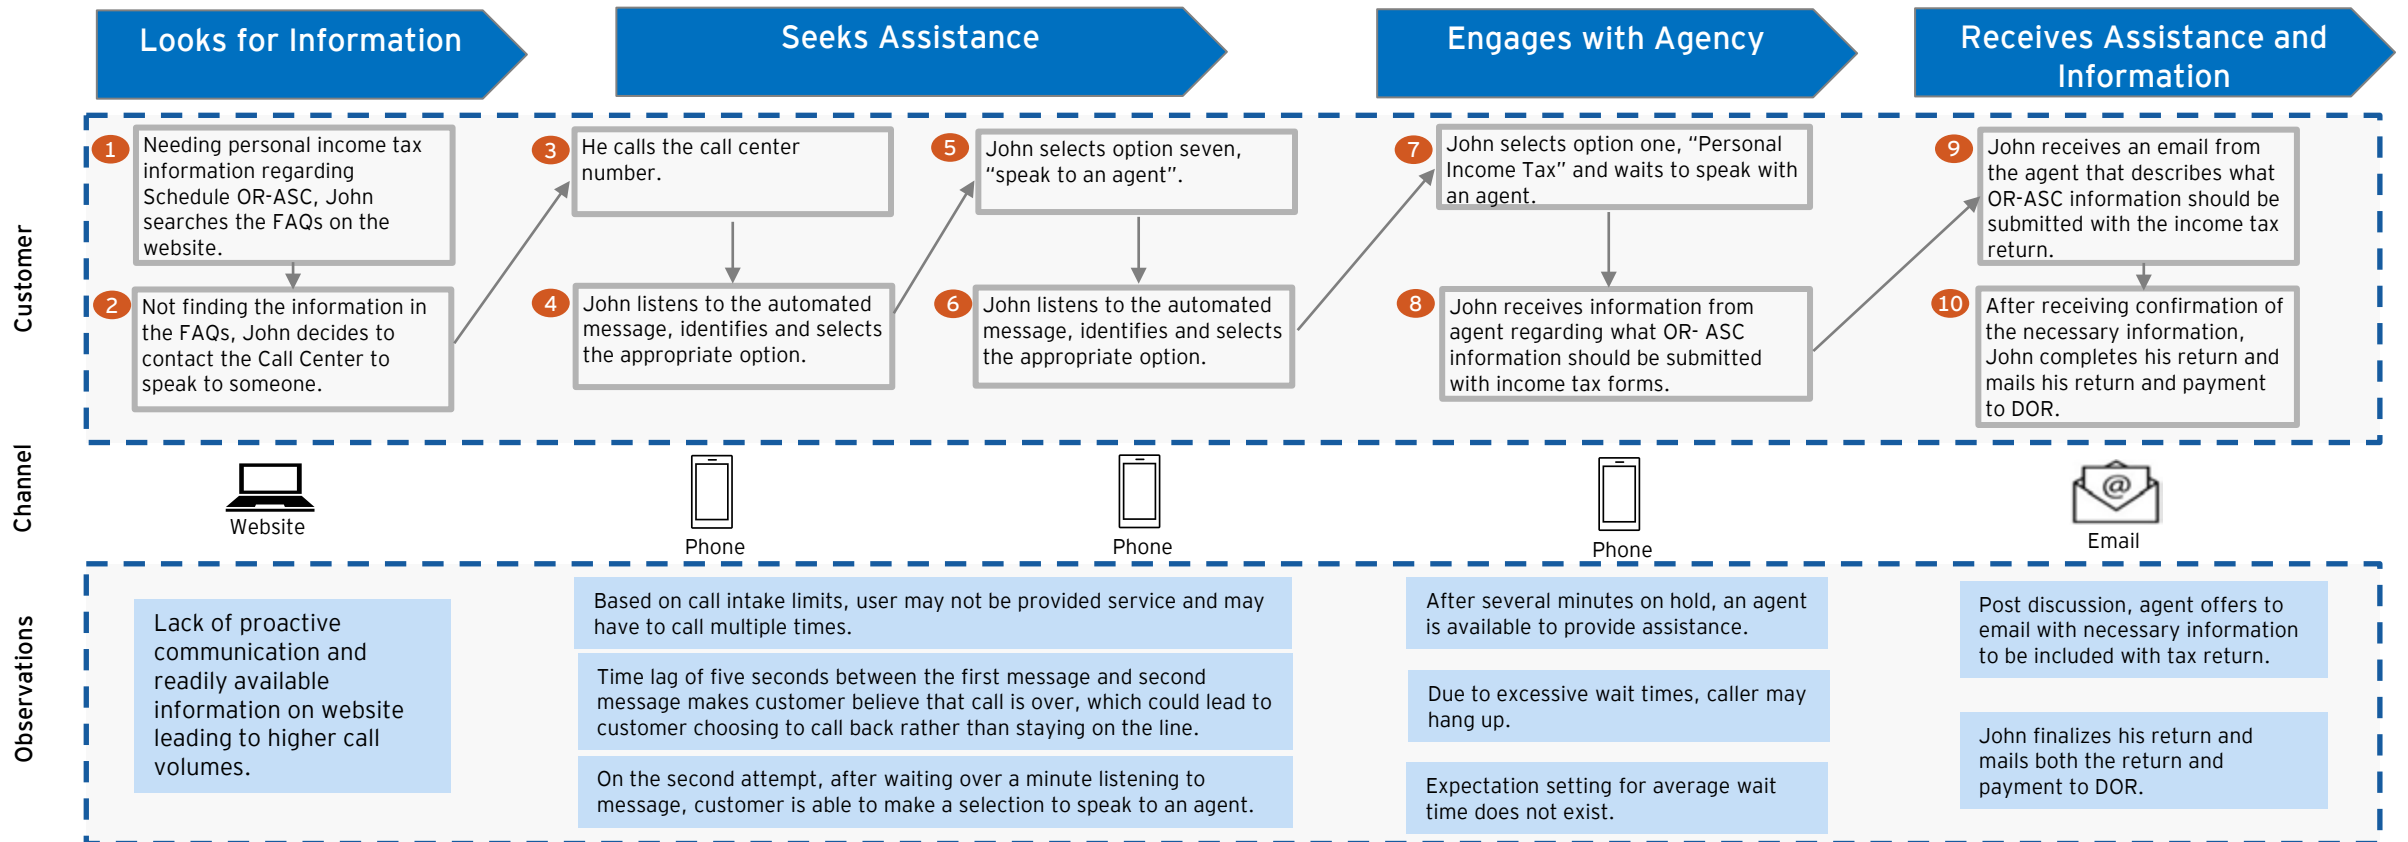 Looks for Information
Seeks Assistance
Engages with Agency
Receives Assistance and
Information
Customer
1
Needing personal income tax
information regarding
Schedule OR-ASC, John
searches the FAQs on the
website.
2
Not finding the information in
the FAQs, John decides to
contact the Call Center to
speak to someone.
3
He calls the call center
number.
4
John listens to the automated
message, identifies and selects
the appropriate option.
5
John selects option seven,
“speak to an agent”.
6
John listens to the automated
message, identifies and selects
the appropriate option.
7
John selects option one, “Personal
Income Tax” and waits to speak with
an agent.
8
John receives information from
agent regarding what OR- ASC
information should be submitted
with income tax forms.
9
John receives an email from
the agent that describes what
OR-ASC information should be
submitted with the income tax
return.
10
After receiving confirmation of
the necessary information,
John completes his return and
mails his return and payment
to DOR.
Channel
Website
Phone
Phone
Phone
@
Email
Observations
Lack of proactive
communication and
readily available
information on website
leading to higher call
volumes.
Based on call intake limits, user may not be provided service and may
have to call multiple times.
Time lag of five seconds between the first message and second
message makes customer believe that call is over, which could lead to
customer choosing to call back rather than staying on the line.
On the second attempt, after waiting over a minute listening to
message, customer is able to make a selection to speak to an agent.
After several minutes on hold, an agent
is available to provide assistance.
Due to excessive wait times, caller may
hang up.
Expectation setting for average wait
time does not exist.
Post discussion, agent offers to
email with necessary information
to be included with tax return.
John finalizes his return and
mails both the return and
payment to DOR.